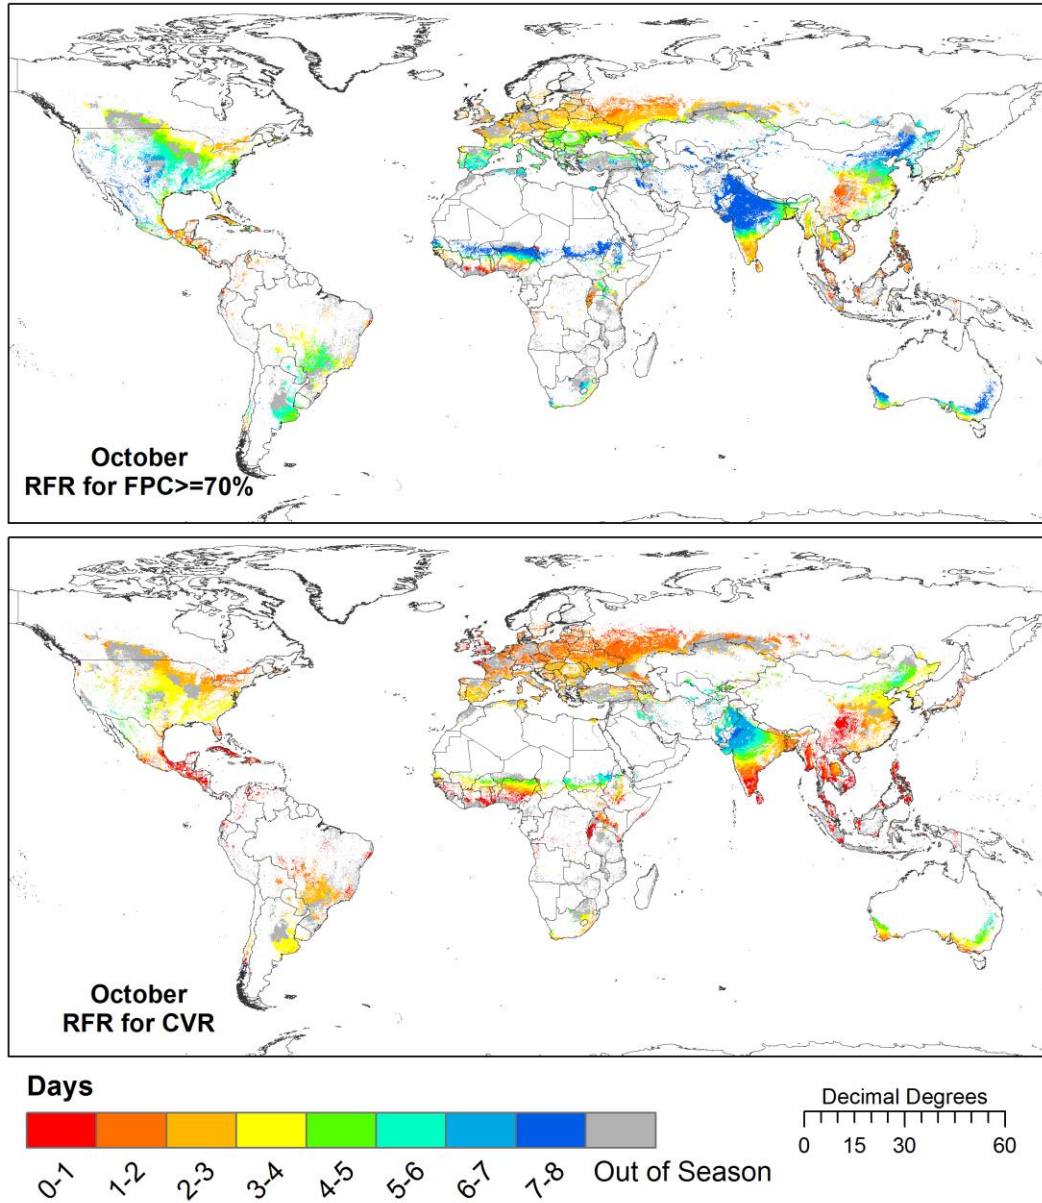 October
RFR for FPC>=70%
October
RFR for CVR
Days
0-1 1-2 2-3 3-4 4-5 5-6 6-7 7-8 Out of Season
Decimal Degrees
0 15 30 60